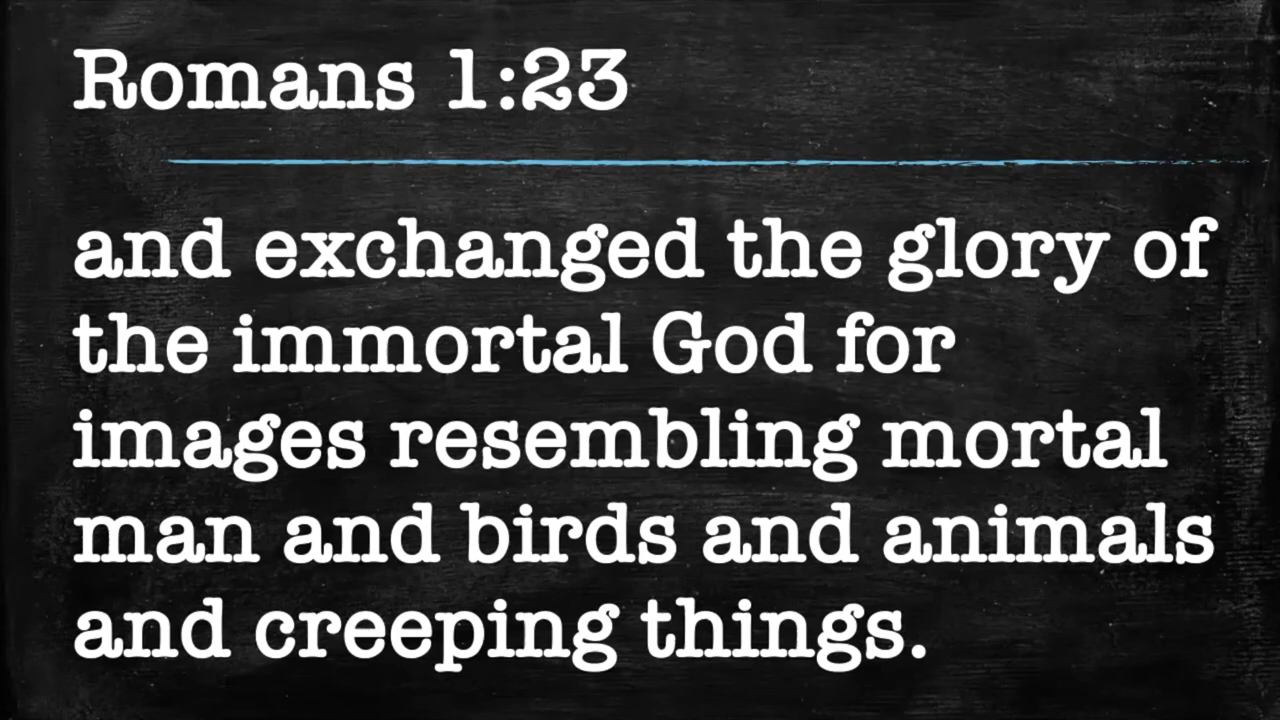 Romans 1:23
and exchanged the glory of
the immortal God for
images resembling mortal
man and birds and animals
and creeping things.